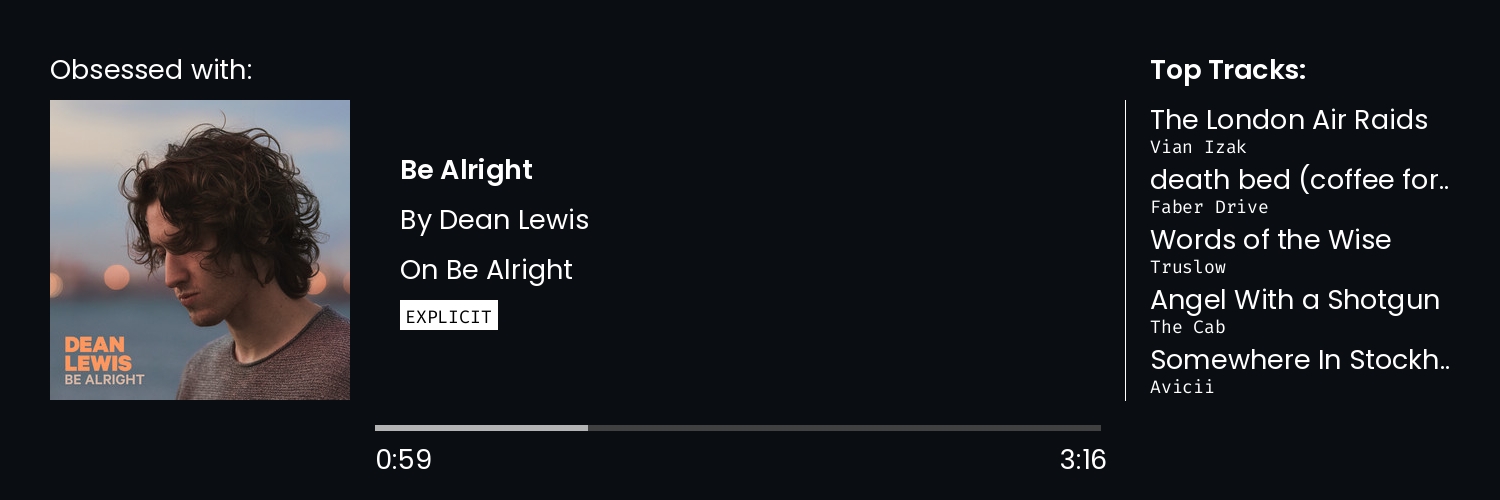 Obsessed with:
DEAN
LEWIS
BE ALRIGHT
Be Alright
By Dean Lewis
On Be Alright
EXPLICIT
0:59
3:16
Top Tracks:
The London Air Raids
Vian Izak
death bed (coffee for..
Faber Drive
Words of the Wise
Truslow
Angel With a Shotgun
The Cab
Somewhere In Stockh..
Avicii